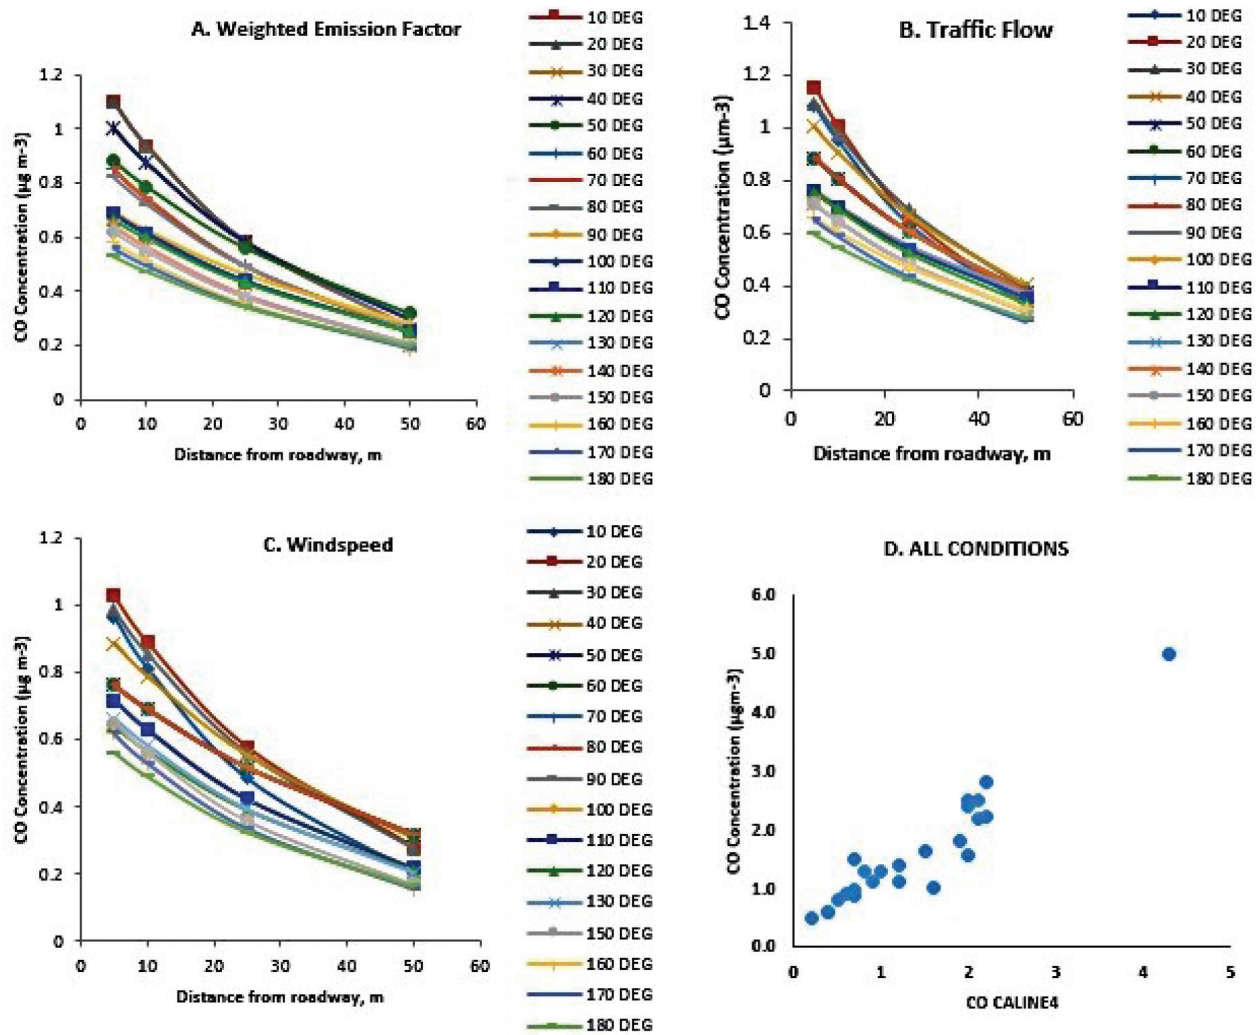 A. Weighted Emission Factor
CO Concentration (µg m-3)
1.2
1
0.8
0.6
0.4
0.2
0
0 10 20 30 40 50 60
Distance from roadway, m
10 DEG
20 DEG
30 DEG
40 DEG
50 DEG
60 DEG
70 DEG
80 DEG
90 DEG
100 DEG
110 DEG
120 DEG
130 DEG
140 DEG
150 DEG
160 DEG
170 DEG
180 DEG
B. Traffic Flow
CO Concentration (µm-3)
1.4
1.2
1
0.8
0.6
0.4
0.2
0
0 20 40 60
Distance from roadway, m
10 DEG
20 DEG
30 DEG
40 DEG
50 DEG
60 DEG
70 DEG
80 DEG
90 DEG
100 DEG
110 DEG
120 DEG
130 DEG
140 DEG
150 DEG
160 DEG
170 DEG
180 DEG
C. Windspeed
CO Concentration (µg m-3)
1.2
1
0.8
0.6
0.4
0.2
0
0 10 20 30 40 50 60
Distance from roadway, m
10 DEG
20 DEG
30 DEG
40 DEG
50 DEG
60 DEG
70 DEG
80 DEG
90 DEG
100 DEG
110 DEG
120 DEG
130 DEG
150 DEG
160 DEG
170 DEG
180 DEG
D. ALL CONDITIONS
CO Concentration (µgm-3)
6.0
5.0
4.0
3.0
2.0
1.0
0.0
0 1 2 3 4 5
CO CALINE4